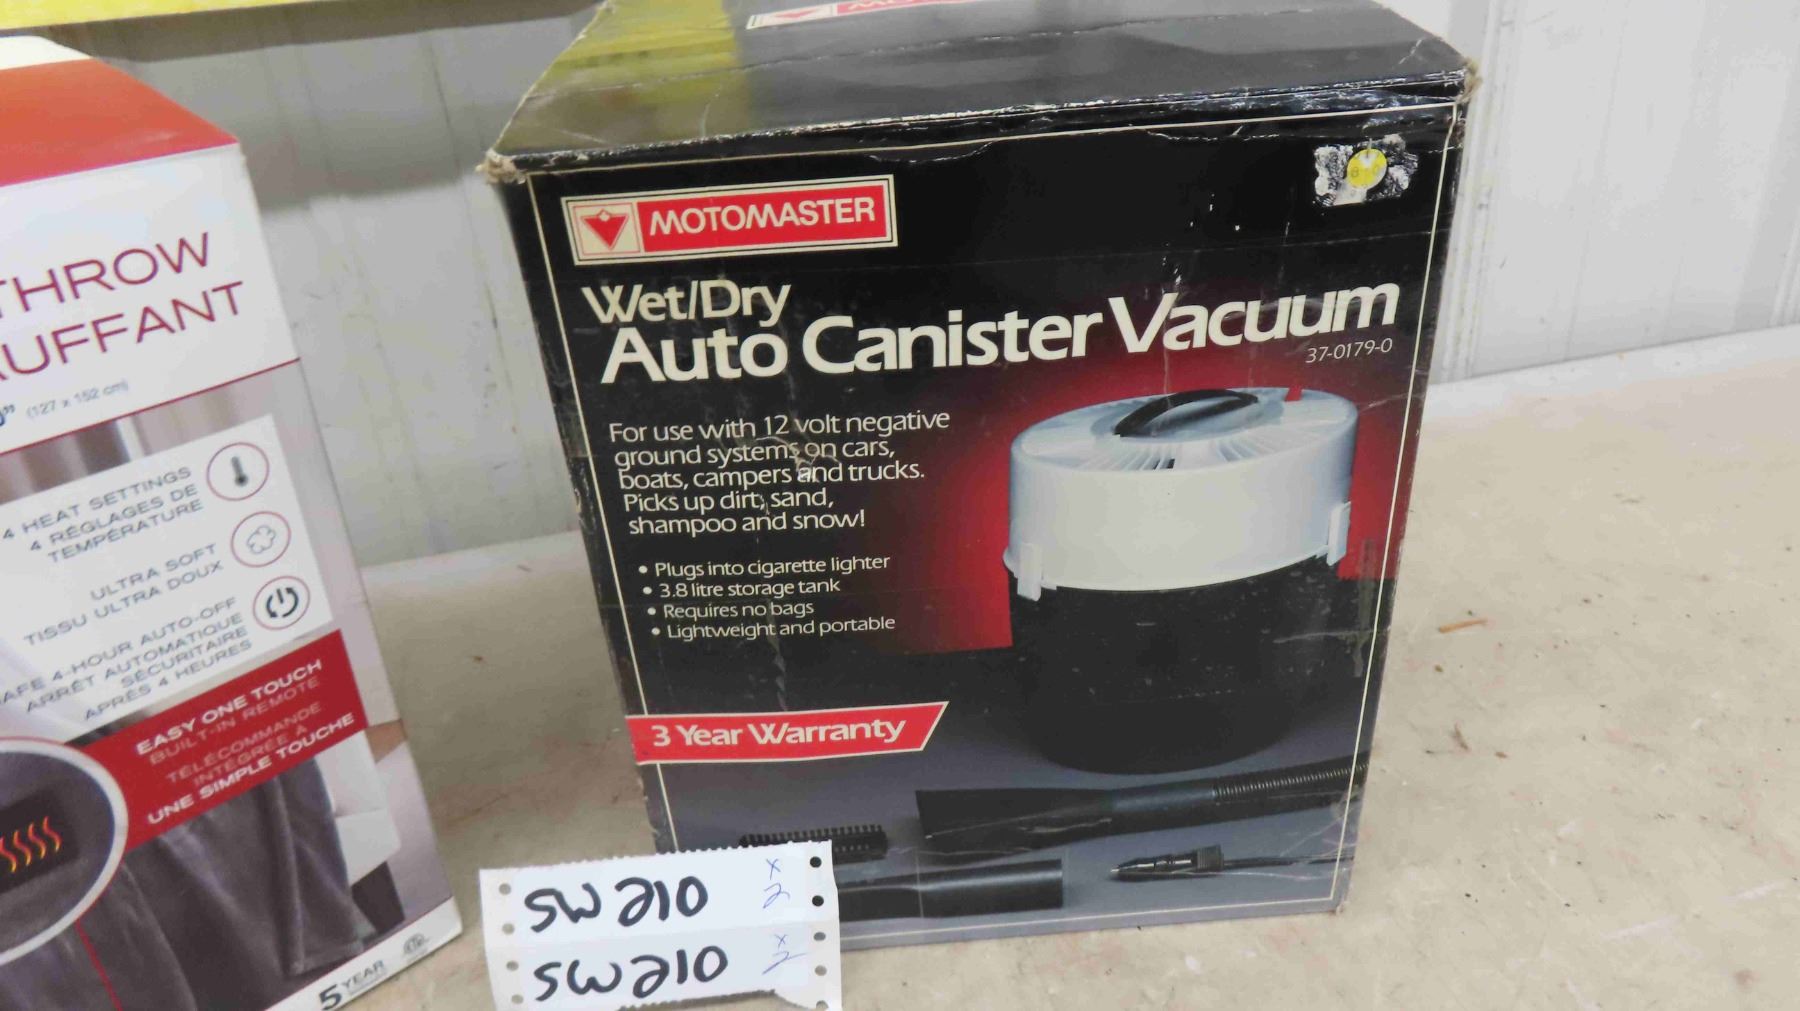 THROW
UFFANT
(127 x 152 cm)
4 HEAT SETTINGS
4 RÉGLAGES DE
TEMPÉRATURE
ULTRA SOFT
TISSU ULTRA DOUX
4-HOUR AUTO-OFF
ARRÊT AUTOMATIQUE
SÉCURITAIRE
APRÈS 4 HEURES
EASY ONE TOUCH
BUILT-IN REMOTE
TÉLÉCOMMANDE
INTÉGRÉE À
UNE SIMPLE TOUCHE
5 YEAR
MOTOMASTER
Wet/Dry
Auto Canister Vacuum
37-0179-0
For use with 12 volt negative
ground systems on cars,
boats, campers and trucks.
Picks up dirt, sand,
shampoo and snow!
• Plugs into cigarette lighter
• 3.8 litre storage tank
• Requires no bags
• Lightweight and portable
3 Year Warranty
SW210 x2
SW210 x2